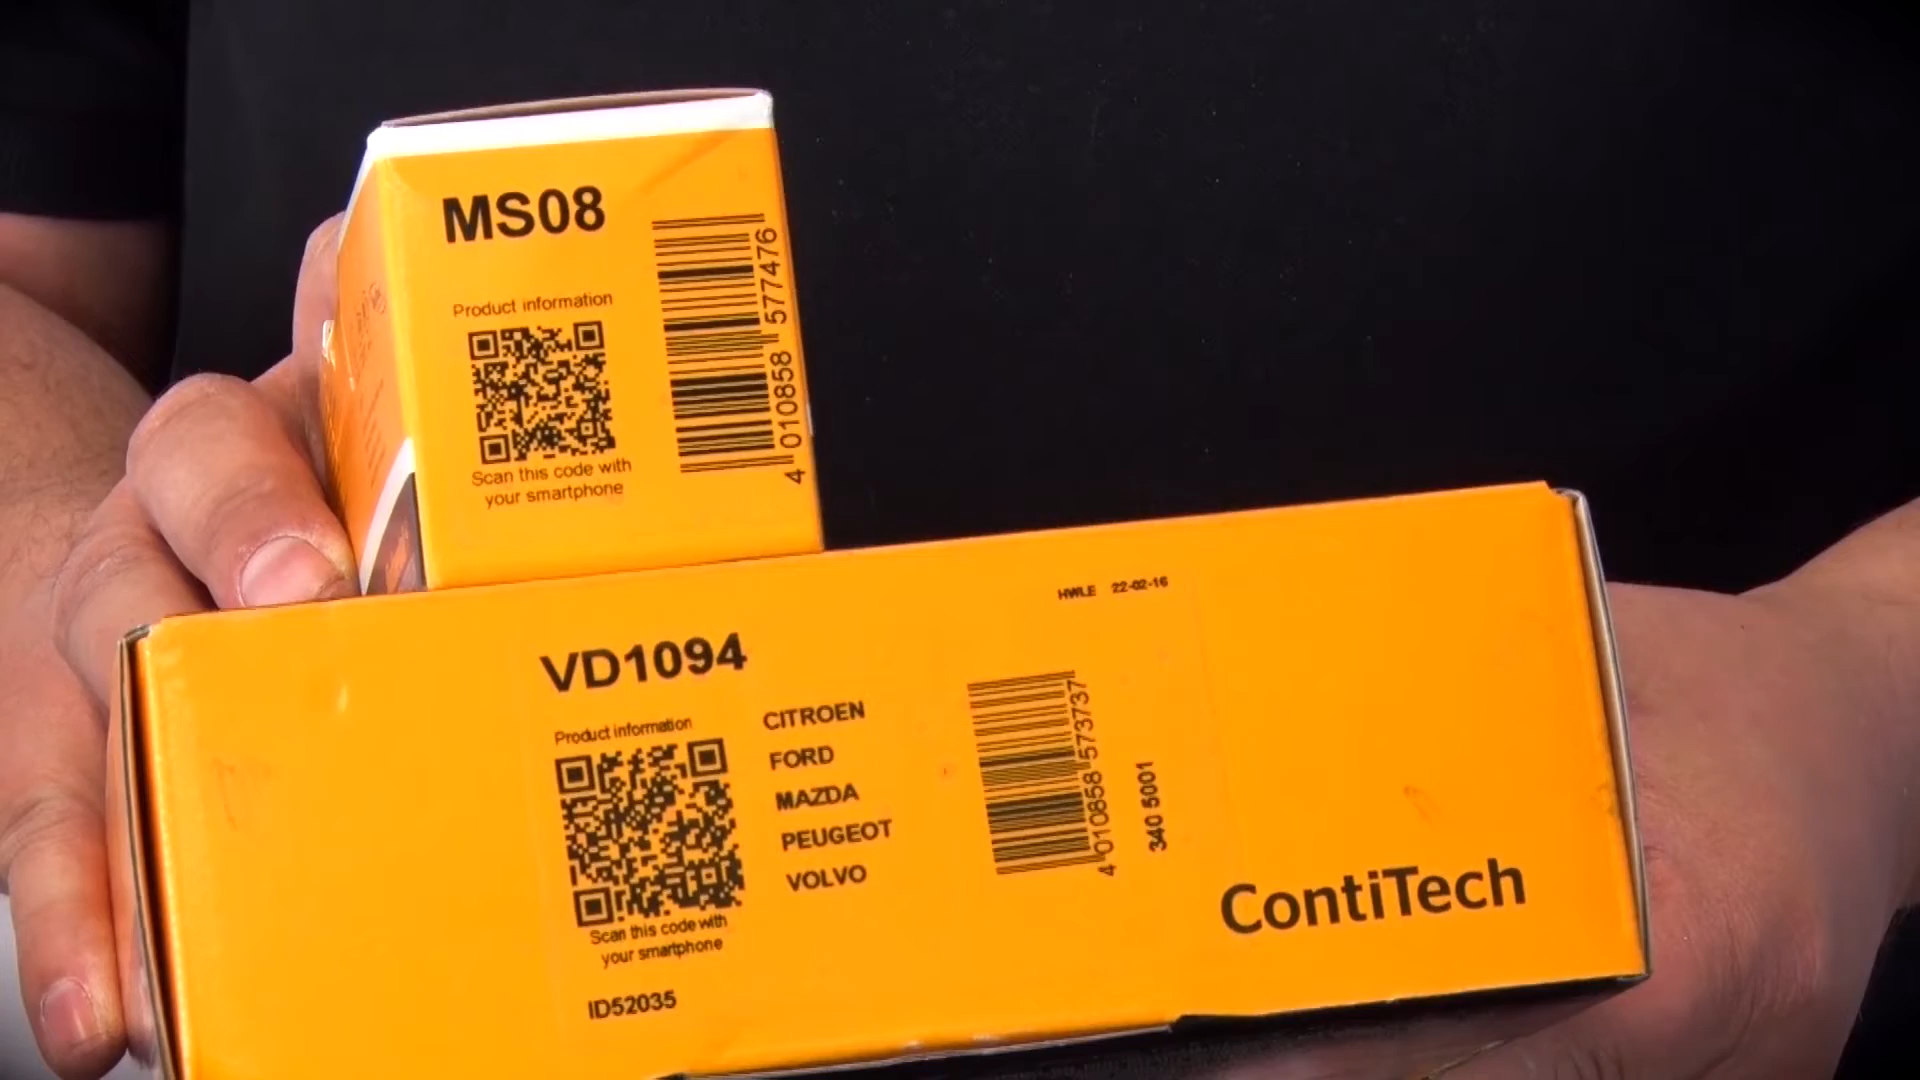 MS08
Product information
Scan this code with
your smartphone
4 010858 577476
HWLE 22-02-16
VD1094
Product information
Scan this code with
your smartphone
ID52035
CITROEN
FORD
MAZDA
PEUGEOT
VOLVO
4 010858 573737
340 5001
ContiTech